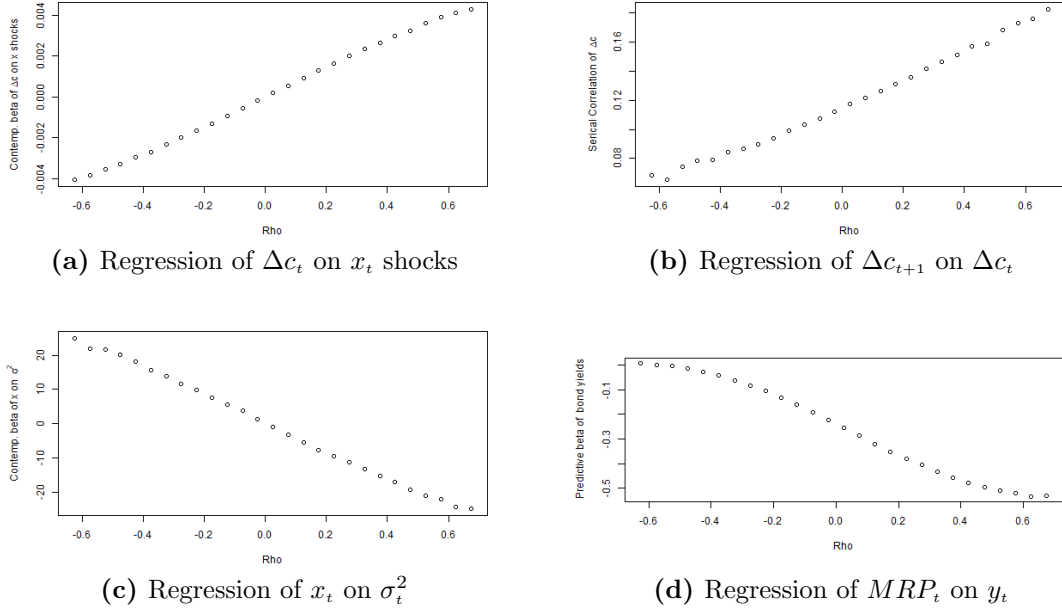 Contemp. beta of Δc on x shocks
0.004
0.002
0.000
-0.002
-0.004
-0.6 -0.4 -0.2 0.0 0.2 0.4 0.6
Rho
(a) Regression of Δc_t on x_t shocks
Serical Correlation of Δc
0.16
0.12
0.08
-0.6 -0.4 -0.2 0.0 0.2 0.4 0.6
Rho
(b) Regression of Δc_{t+1} on Δc_t
Contemp. beta of x on σ²
20
10
0
-10
-20
-0.6 -0.4 -0.2 0.0 0.2 0.4 0.6
Rho
(c) Regression of x_t on σ_t²
Predictive beta of bond yields
-0.1
-0.3
-0.5
-0.6 -0.4 -0.2 0.0 0.2 0.4 0.6
Rho
(d) Regression of MRP_t on y_t